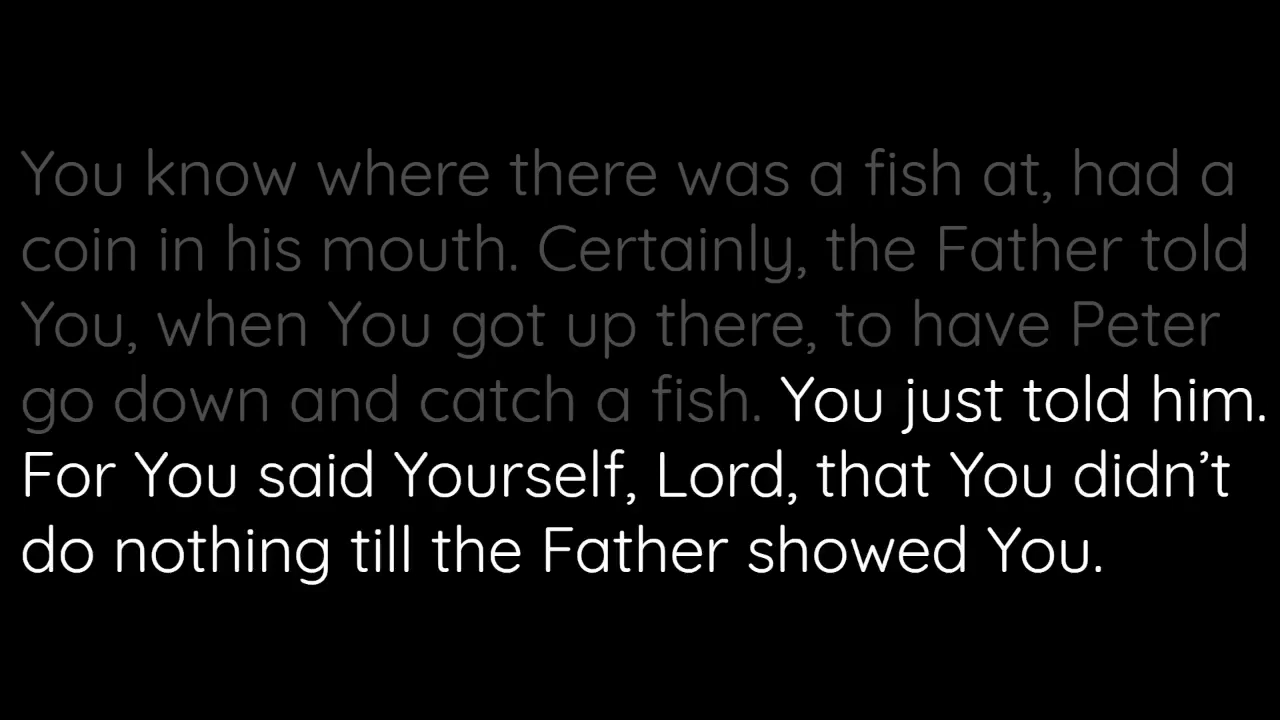 You know where there was a fish at, had a
coin in his mouth. Certainly, the Father told
You, when You got up there, to have Peter
go down and catch a fish. You just told him.
For You said Yourself, Lord, that You didn’t
do nothing till the Father showed You.